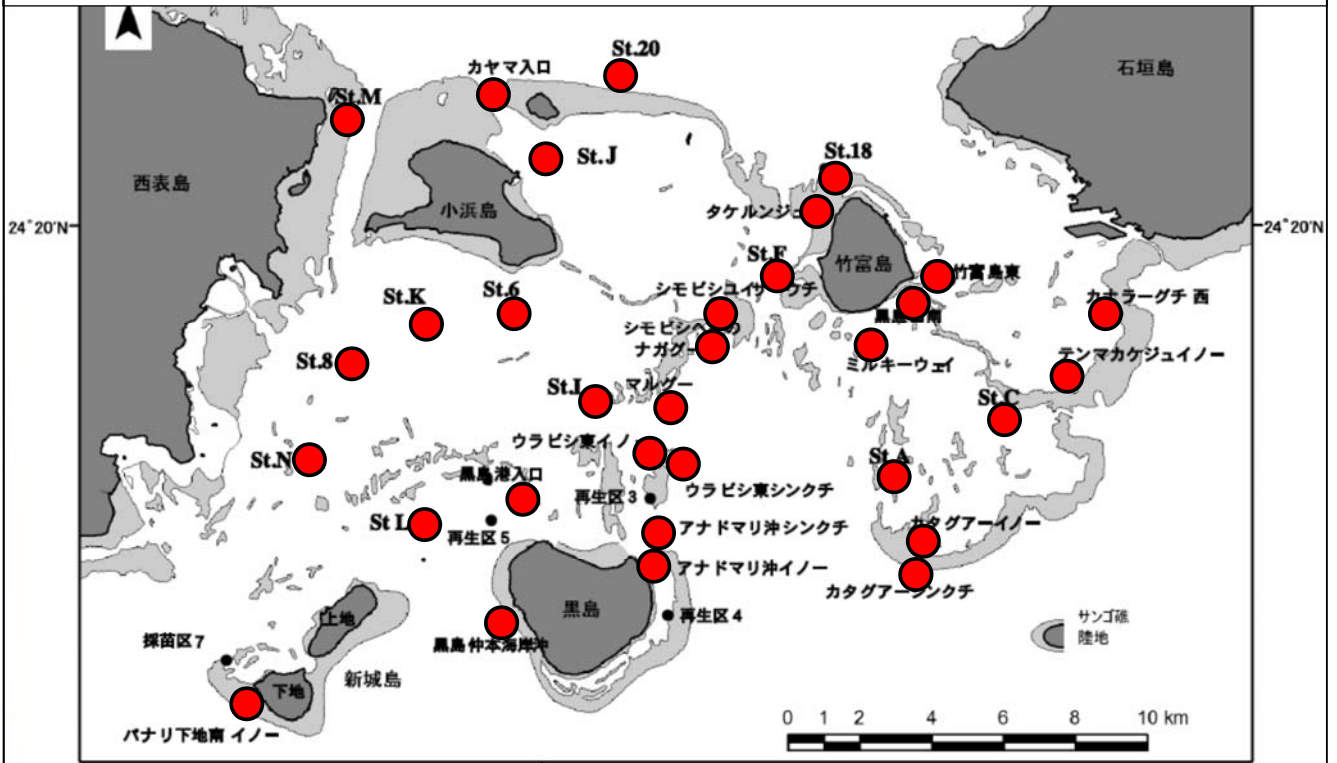 St.20
カヤマ入口
石垣島
St.M
St.J
St.18
西表島
小浜島
タケルンジュ
24°20'N
24°20'N
St.F
竹富島
竹富島東
St.K
St.6
シモビシユイサーグチ
カナラーグチ 西
シモビシヘ の
ナガグー
ミルキーウェイ
テンマカケジュイノー
St.8
St.I
マルグー
St.C
ウラビシ東イノ
St.N
黒島港入口
ウラビシ東シンクチ
St.A
再生区3
St L
再生区5
アナドマリ沖シンクチ
カタグアーイノー
アナドマリ沖イノー
カタグアーシンクチ
黒島
上地
再生区4
サンゴ礁
陸地
採苗区7
黒島仲本海岸沖
新城島
下地
パナリ下地南 イノー
0 1 2 4 6 8 10 km